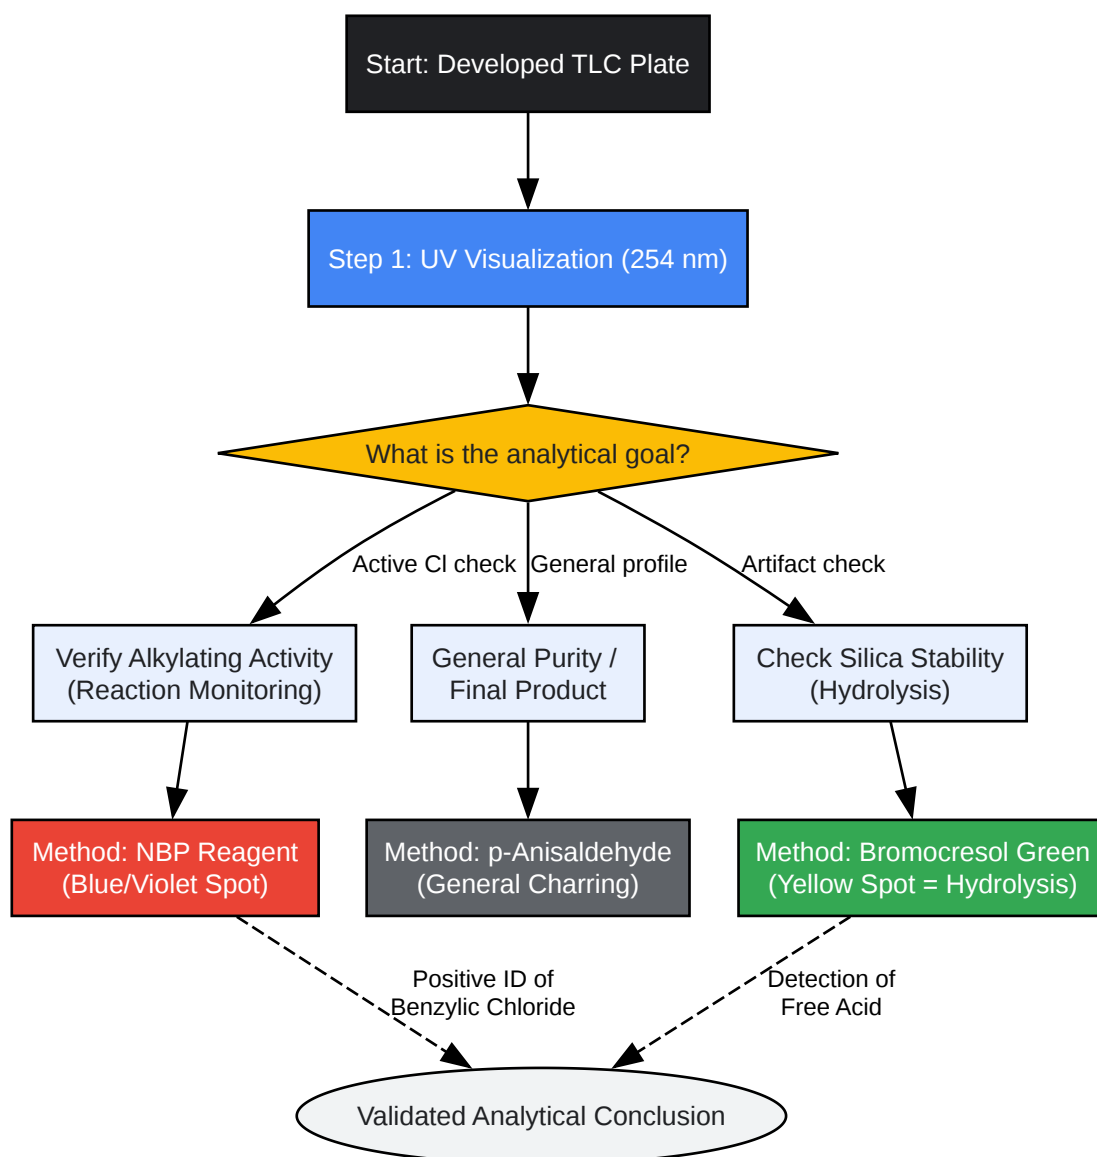 Start: Developed TLC Plate
Step 1: UV Visualization (254 nm)
What is the analytical goal?
Active Cl check
General profile
Artifact check
Verify Alkylating Activity
(Reaction Monitoring)
General Purity /
Final Product
Check Silica Stability
(Hydrolysis)
Method: NBP Reagent
(Blue/Violet Spot)
Method: p-Anisaldehyde
(General Charring)
Method: Bromocresol Green
(Yellow Spot = Hydrolysis)
Positive ID of
Benzylic Chloride
Detection of
Free Acid
Validated Analytical Conclusion